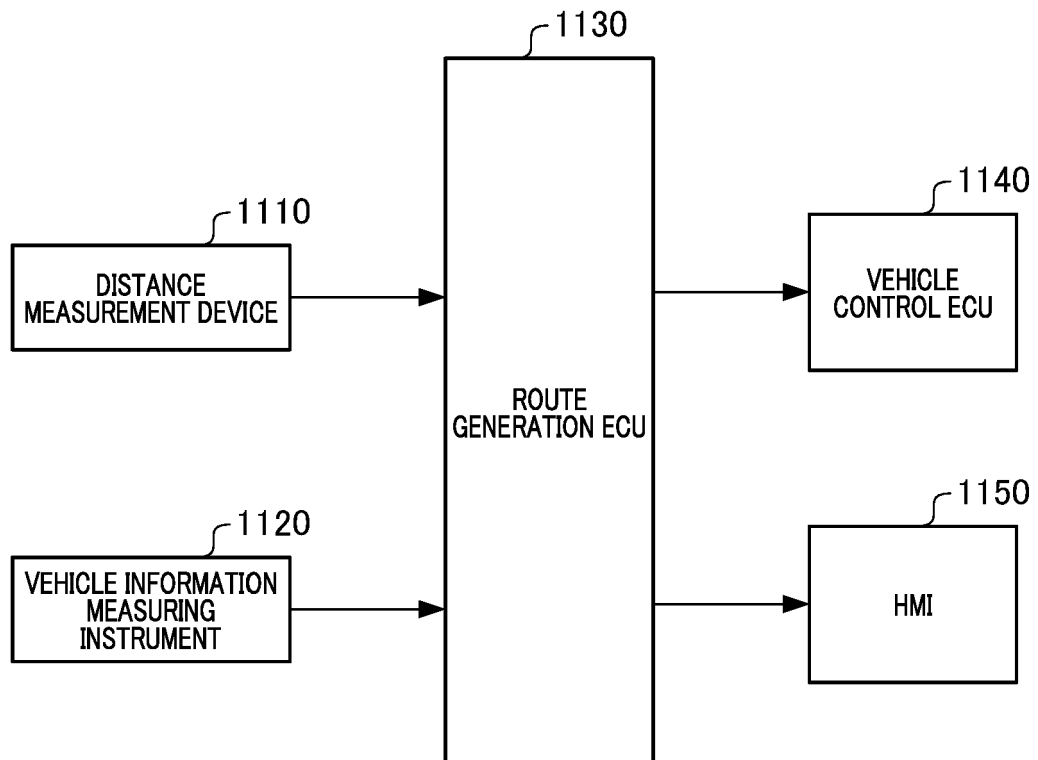 1130
1110
DISTANCE
MEASUREMENT DEVICE
1140
VEHICLE
CONTROL ECU
ROUTE
GENERATION ECU
1120
VEHICLE INFORMATION
MEASURING
INSTRUMENT
1150
HMI